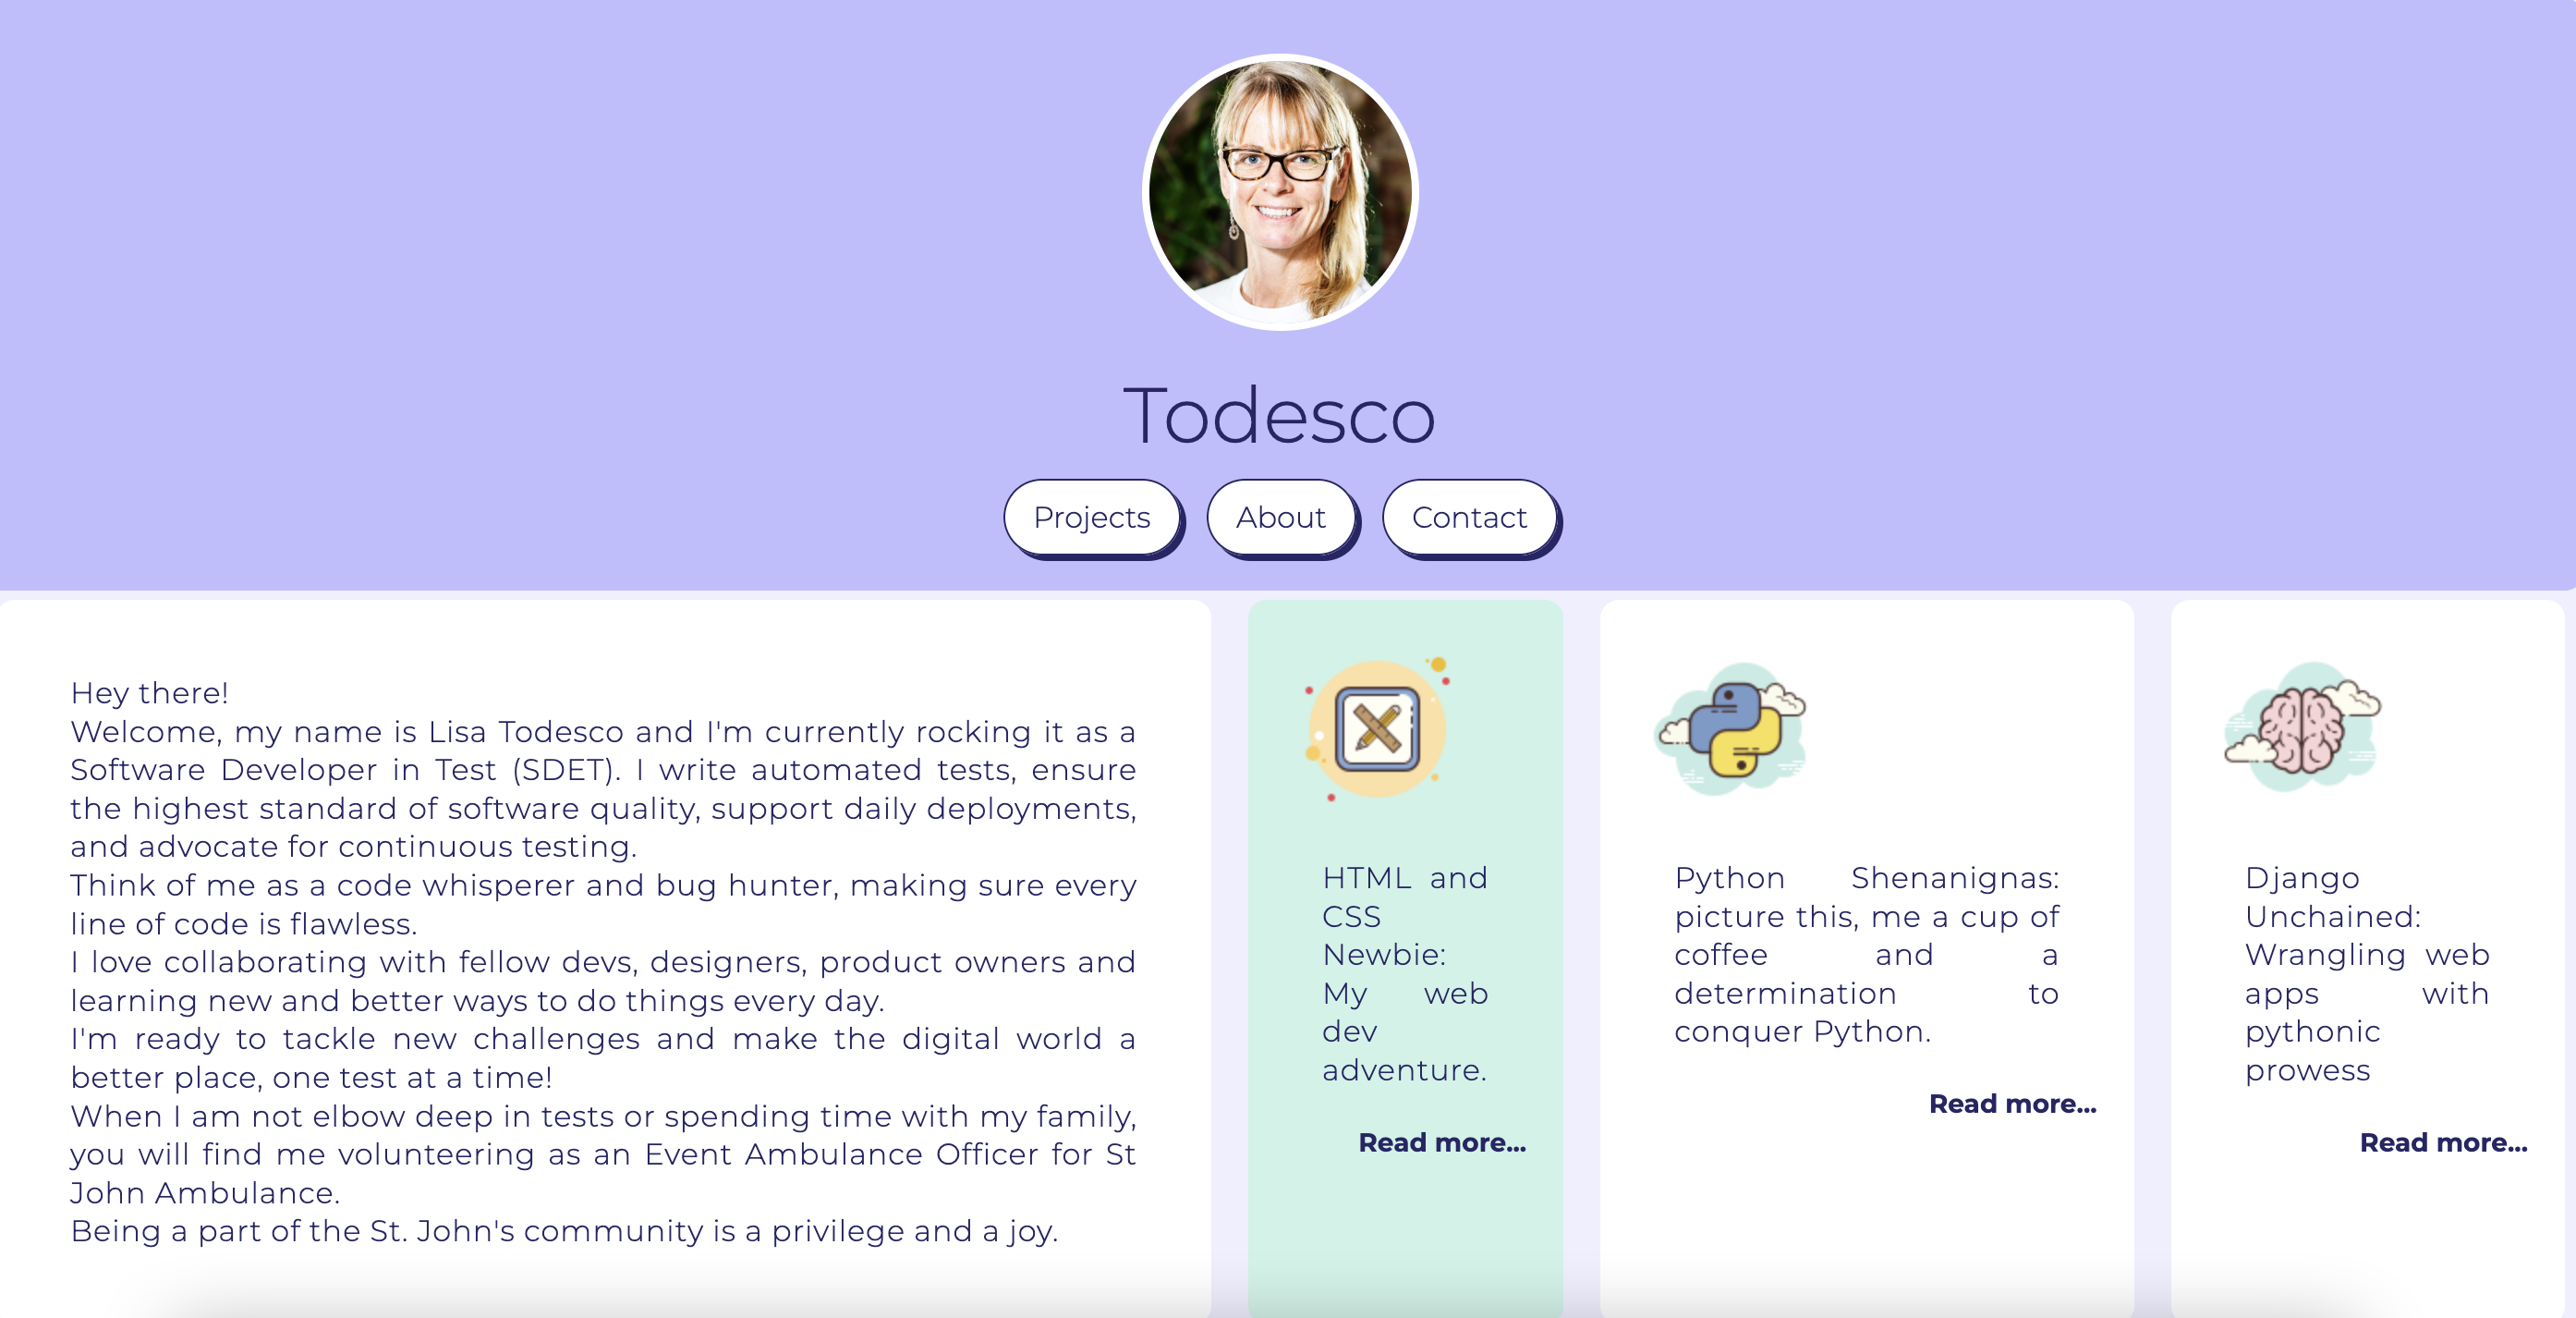 Todesco
Projects
About
Contact
Hey there!
Welcome, my name is Lisa Todesco and I'm currently rocking it as a
Software Developer in Test (SDET). I write automated tests, ensure
the highest standard of software quality, support daily deployments,
and advocate for continuous testing.
Think of me as a code whisperer and bug hunter, making sure every
line of code is flawless.
I love collaborating with fellow devs, designers, product owners and
learning new and better ways to do things every day.
I'm ready to tackle new challenges and make the digital world a
better place, one test at a time!
When I am not elbow deep in tests or spending time with my family,
you will find me volunteering as an Event Ambulance Officer for St
John Ambulance.
Being a part of the St. John's community is a privilege and a joy.
HTML and
CSS
Newbie:
My web
dev
adventure.
Read more...
Python Shenanignas:
picture this, me a cup of
coffee and a
determination to
conquer Python.
Read more...
Django
Unchained:
Wrangling web
apps with
pythonic
prowess
Read more...